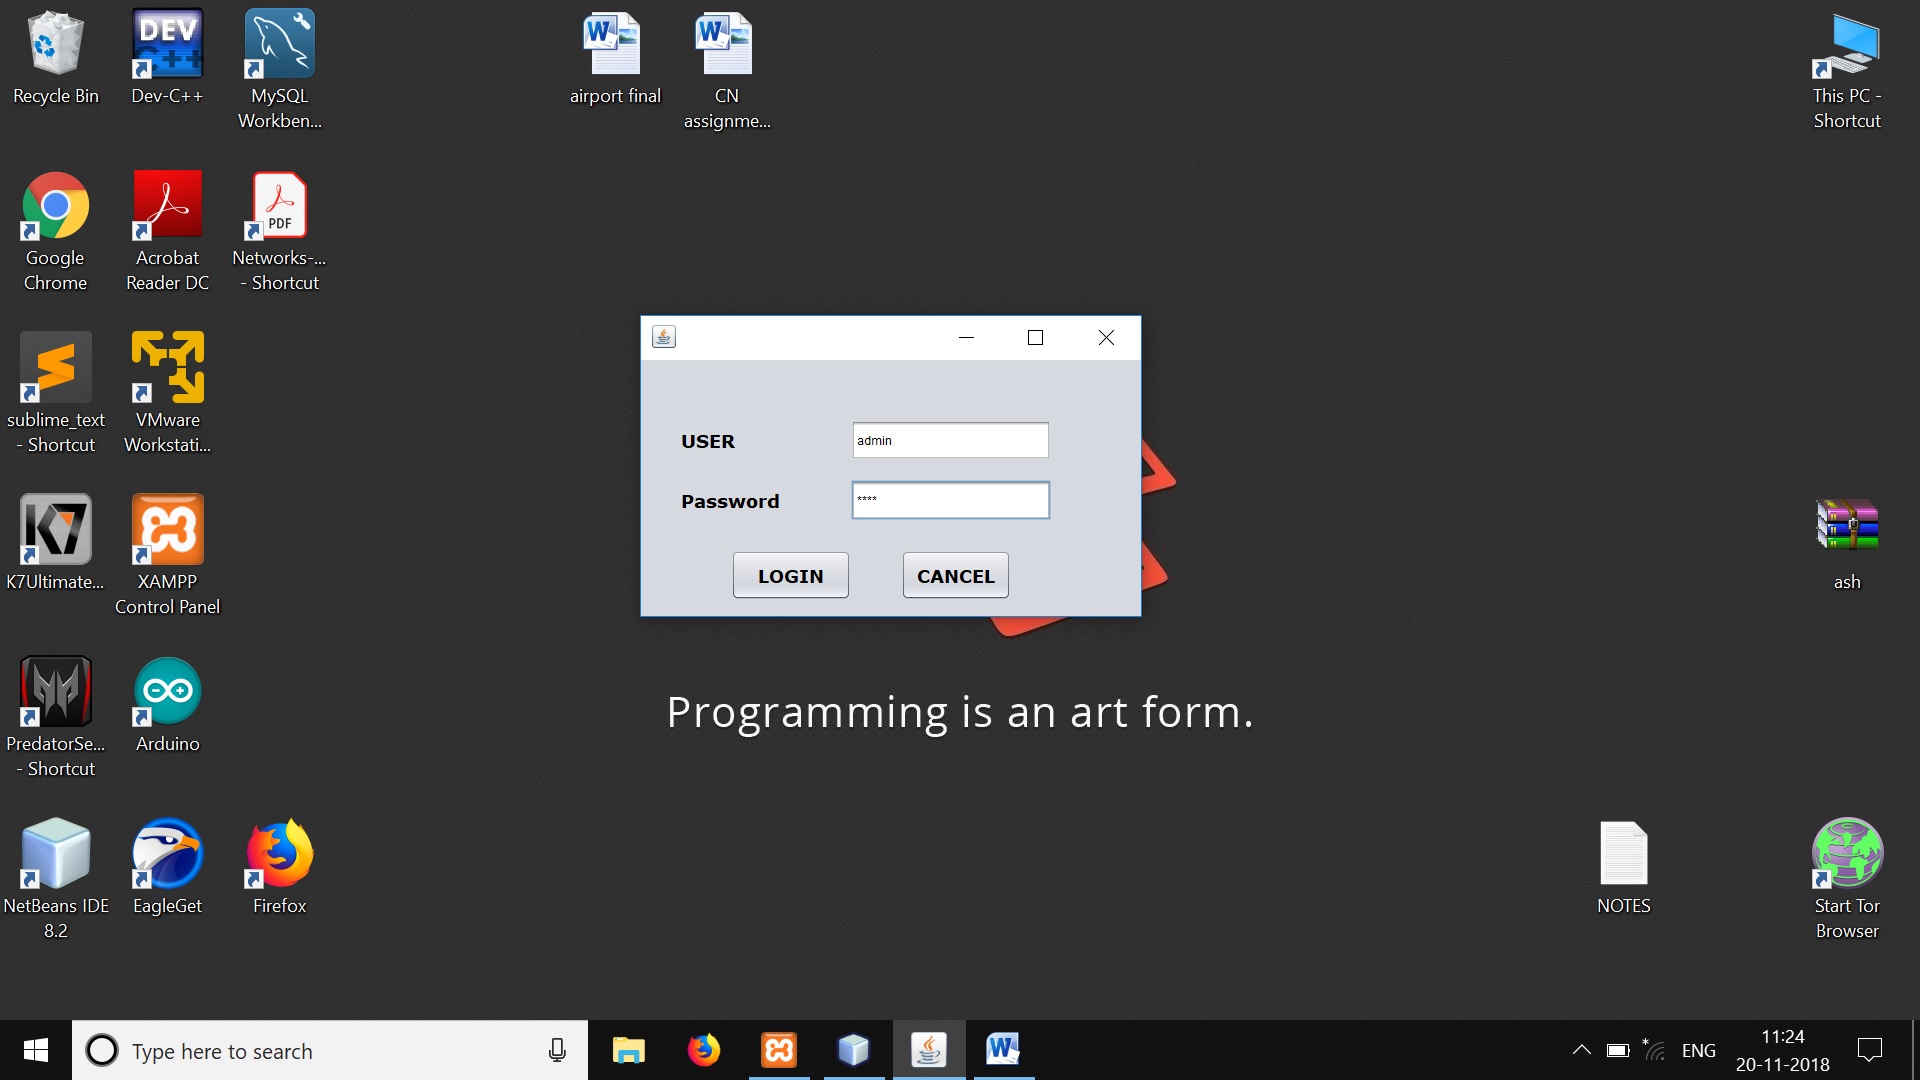 Recycle Bin
DEV
C++
Dev-C++
MySQL
Workben...
airport final
CN
assignme...
This PC -
Shortcut
Google
Chrome
Acrobat
Reader DC
PDF
Networks-...
- Shortcut
sublime_text
- Shortcut
VMware
Workstati...
USER
admin
Password
****
LOGIN
CANCEL
K7
K7Ultimate...
XAMPP
Control Panel
ash
PredatorSe...
- Shortcut
Arduino
Programming is an art form.
NetBeans IDE
8.2
EagleGet
Firefox
NOTES
Start Tor
Browser
Type here to search
W
ENG
11:24
20-11-2018